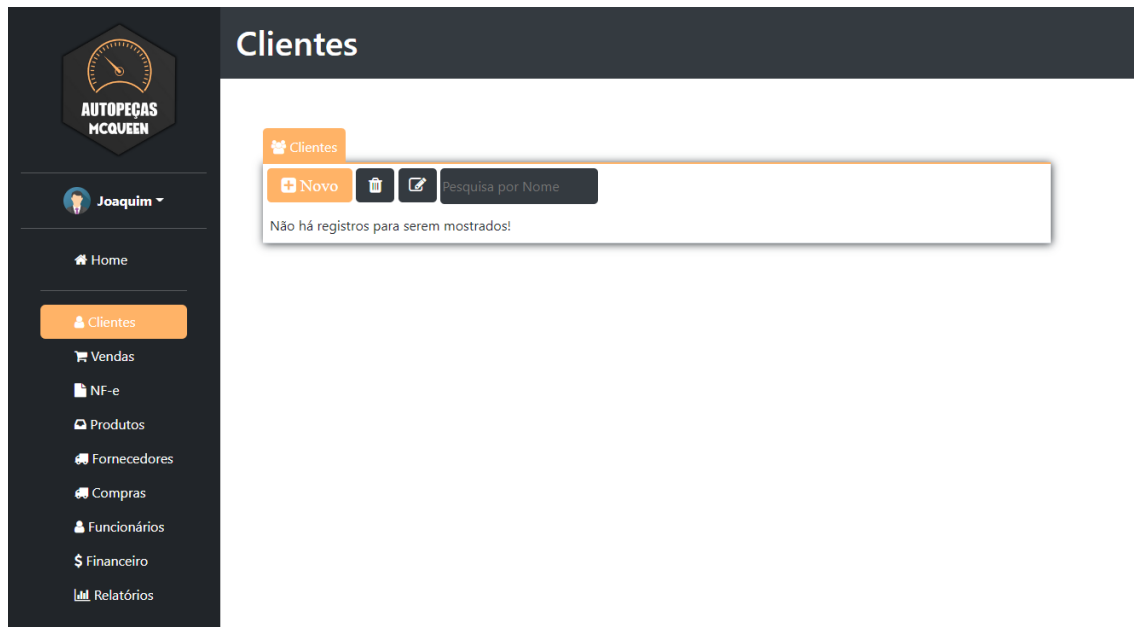 AUTOPEÇAS
MCQUEEN
Joaquim
Home
Clientes
Vendas
NF-e
Produtos
Fornecedores
Compras
Funcionários
$ Financeiro
Relatórios
Clientes
Clientes
Novo
Pesquisa por Nome
Não há registros para serem mostrados!